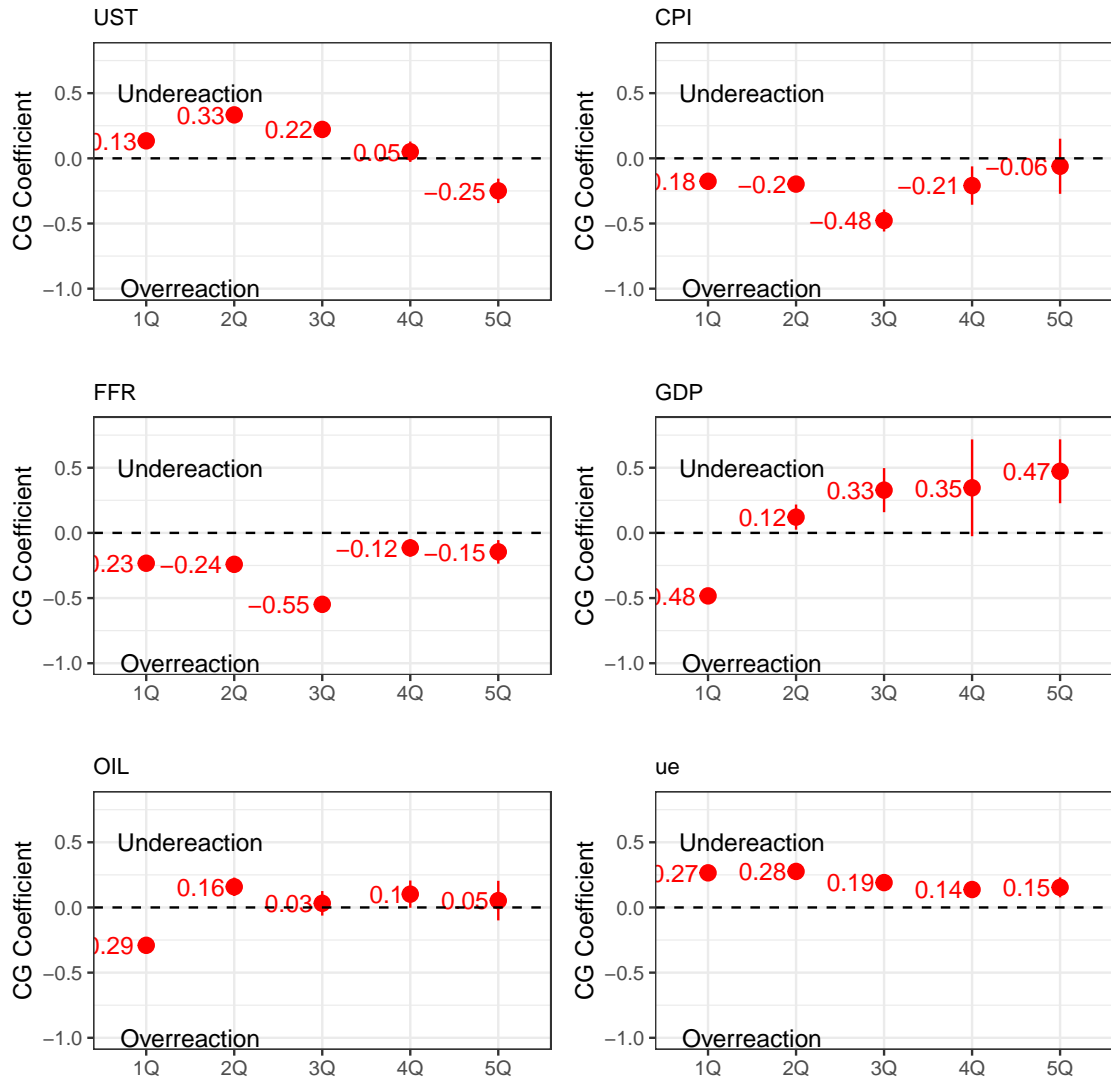 UST
CG Coefficient
0.5
0.0
−0.5
−1.0
Undereaction
0.13
0.33
0.22
0.05
−0.25
Overreaction
1Q 2Q 3Q 4Q 5Q
CPI
CG Coefficient
0.5
0.0
−0.5
−1.0
Undereaction
0.18
−0.2
−0.48
−0.21
−0.06
Overreaction
1Q 2Q 3Q 4Q 5Q
FFR
CG Coefficient
0.5
0.0
−0.5
−1.0
Undereaction
0.23
−0.24
−0.55
−0.12
−0.15
Overreaction
1Q 2Q 3Q 4Q 5Q
GDP
CG Coefficient
0.5
0.0
−0.5
−1.0
Undereaction
0.48
0.12
0.33
0.35
0.47
Overreaction
1Q 2Q 3Q 4Q 5Q
OIL
CG Coefficient
0.5
0.0
−0.5
−1.0
Undereaction
0.29
0.16
0.03
0.1
0.05
Overreaction
1Q 2Q 3Q 4Q 5Q
ue
CG Coefficient
0.5
0.0
−0.5
−1.0
Undereaction
0.27
0.28
0.19
0.14
0.15
Overreaction
1Q 2Q 3Q 4Q 5Q